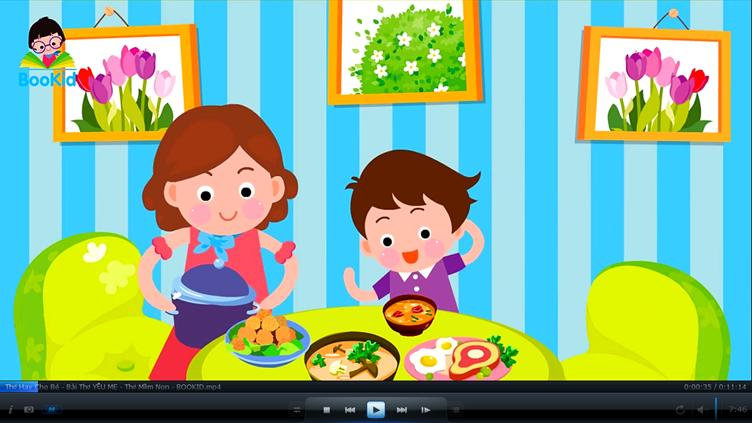 BooKid
Thơ Hay Cho Bé - Bài Thơ YÊU MẸ - Thơ Mầm Non - BOOKID.mp4
0:00:35 / 0:11:14
7:46